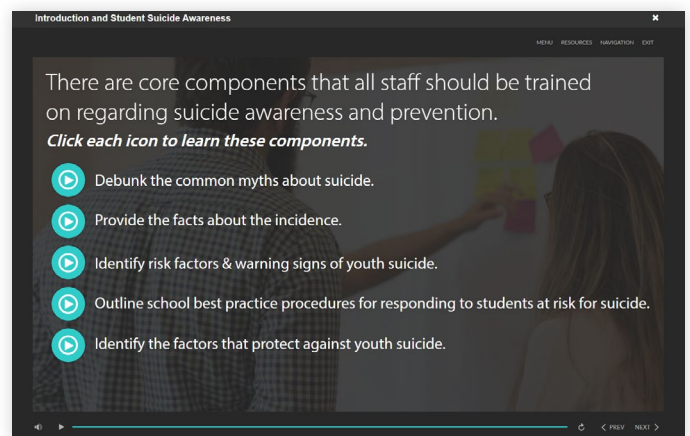 Introduction and Student Suicide Awareness
MENU RESOURCES NAVIGATION EXIT
There are core components that all staff should be trained
on regarding suicide awareness and prevention.
Click each icon to learn these components.
Debunk the common myths about suicide.
Provide the facts about the incidence.
Identify risk factors & warning signs of youth suicide.
Outline school best practice procedures for responding to students at risk for suicide.
Identify the factors that protect against youth suicide.
PREV NEXT